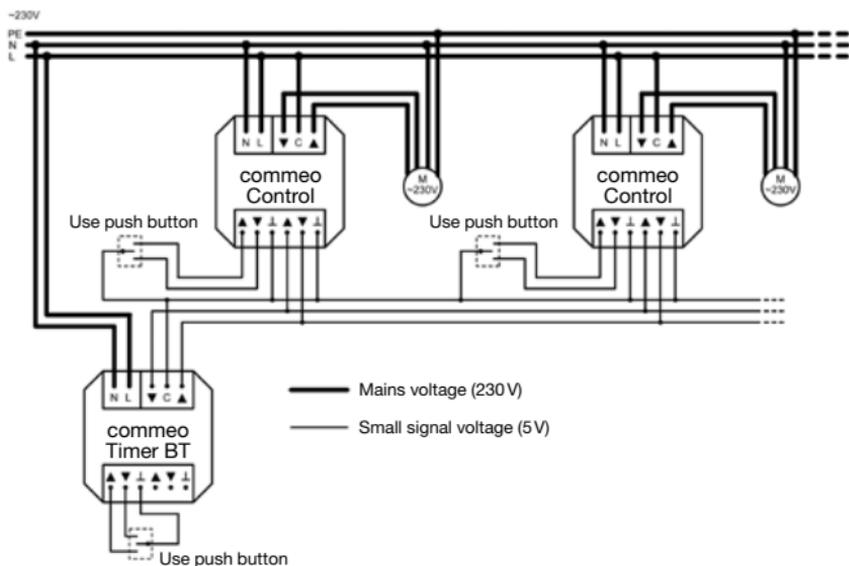 ~230V
PE
N
L
N L ▼ C ▲
commeo
Control
▲ ▼ ⊥ ▲ ▼ ⊥
M
~230V
Use push button
N L ▼ C ▲
commeo
Control
▲ ▼ ⊥ ▲ ▼ ⊥
M
~230V
Use push button
N L ▼ C ▲
commeo
Timer BT
▲ ▼ ⊥ ▲ ▼ ⊥
Use push button
Mains voltage (230 V)
Small signal voltage (5 V)